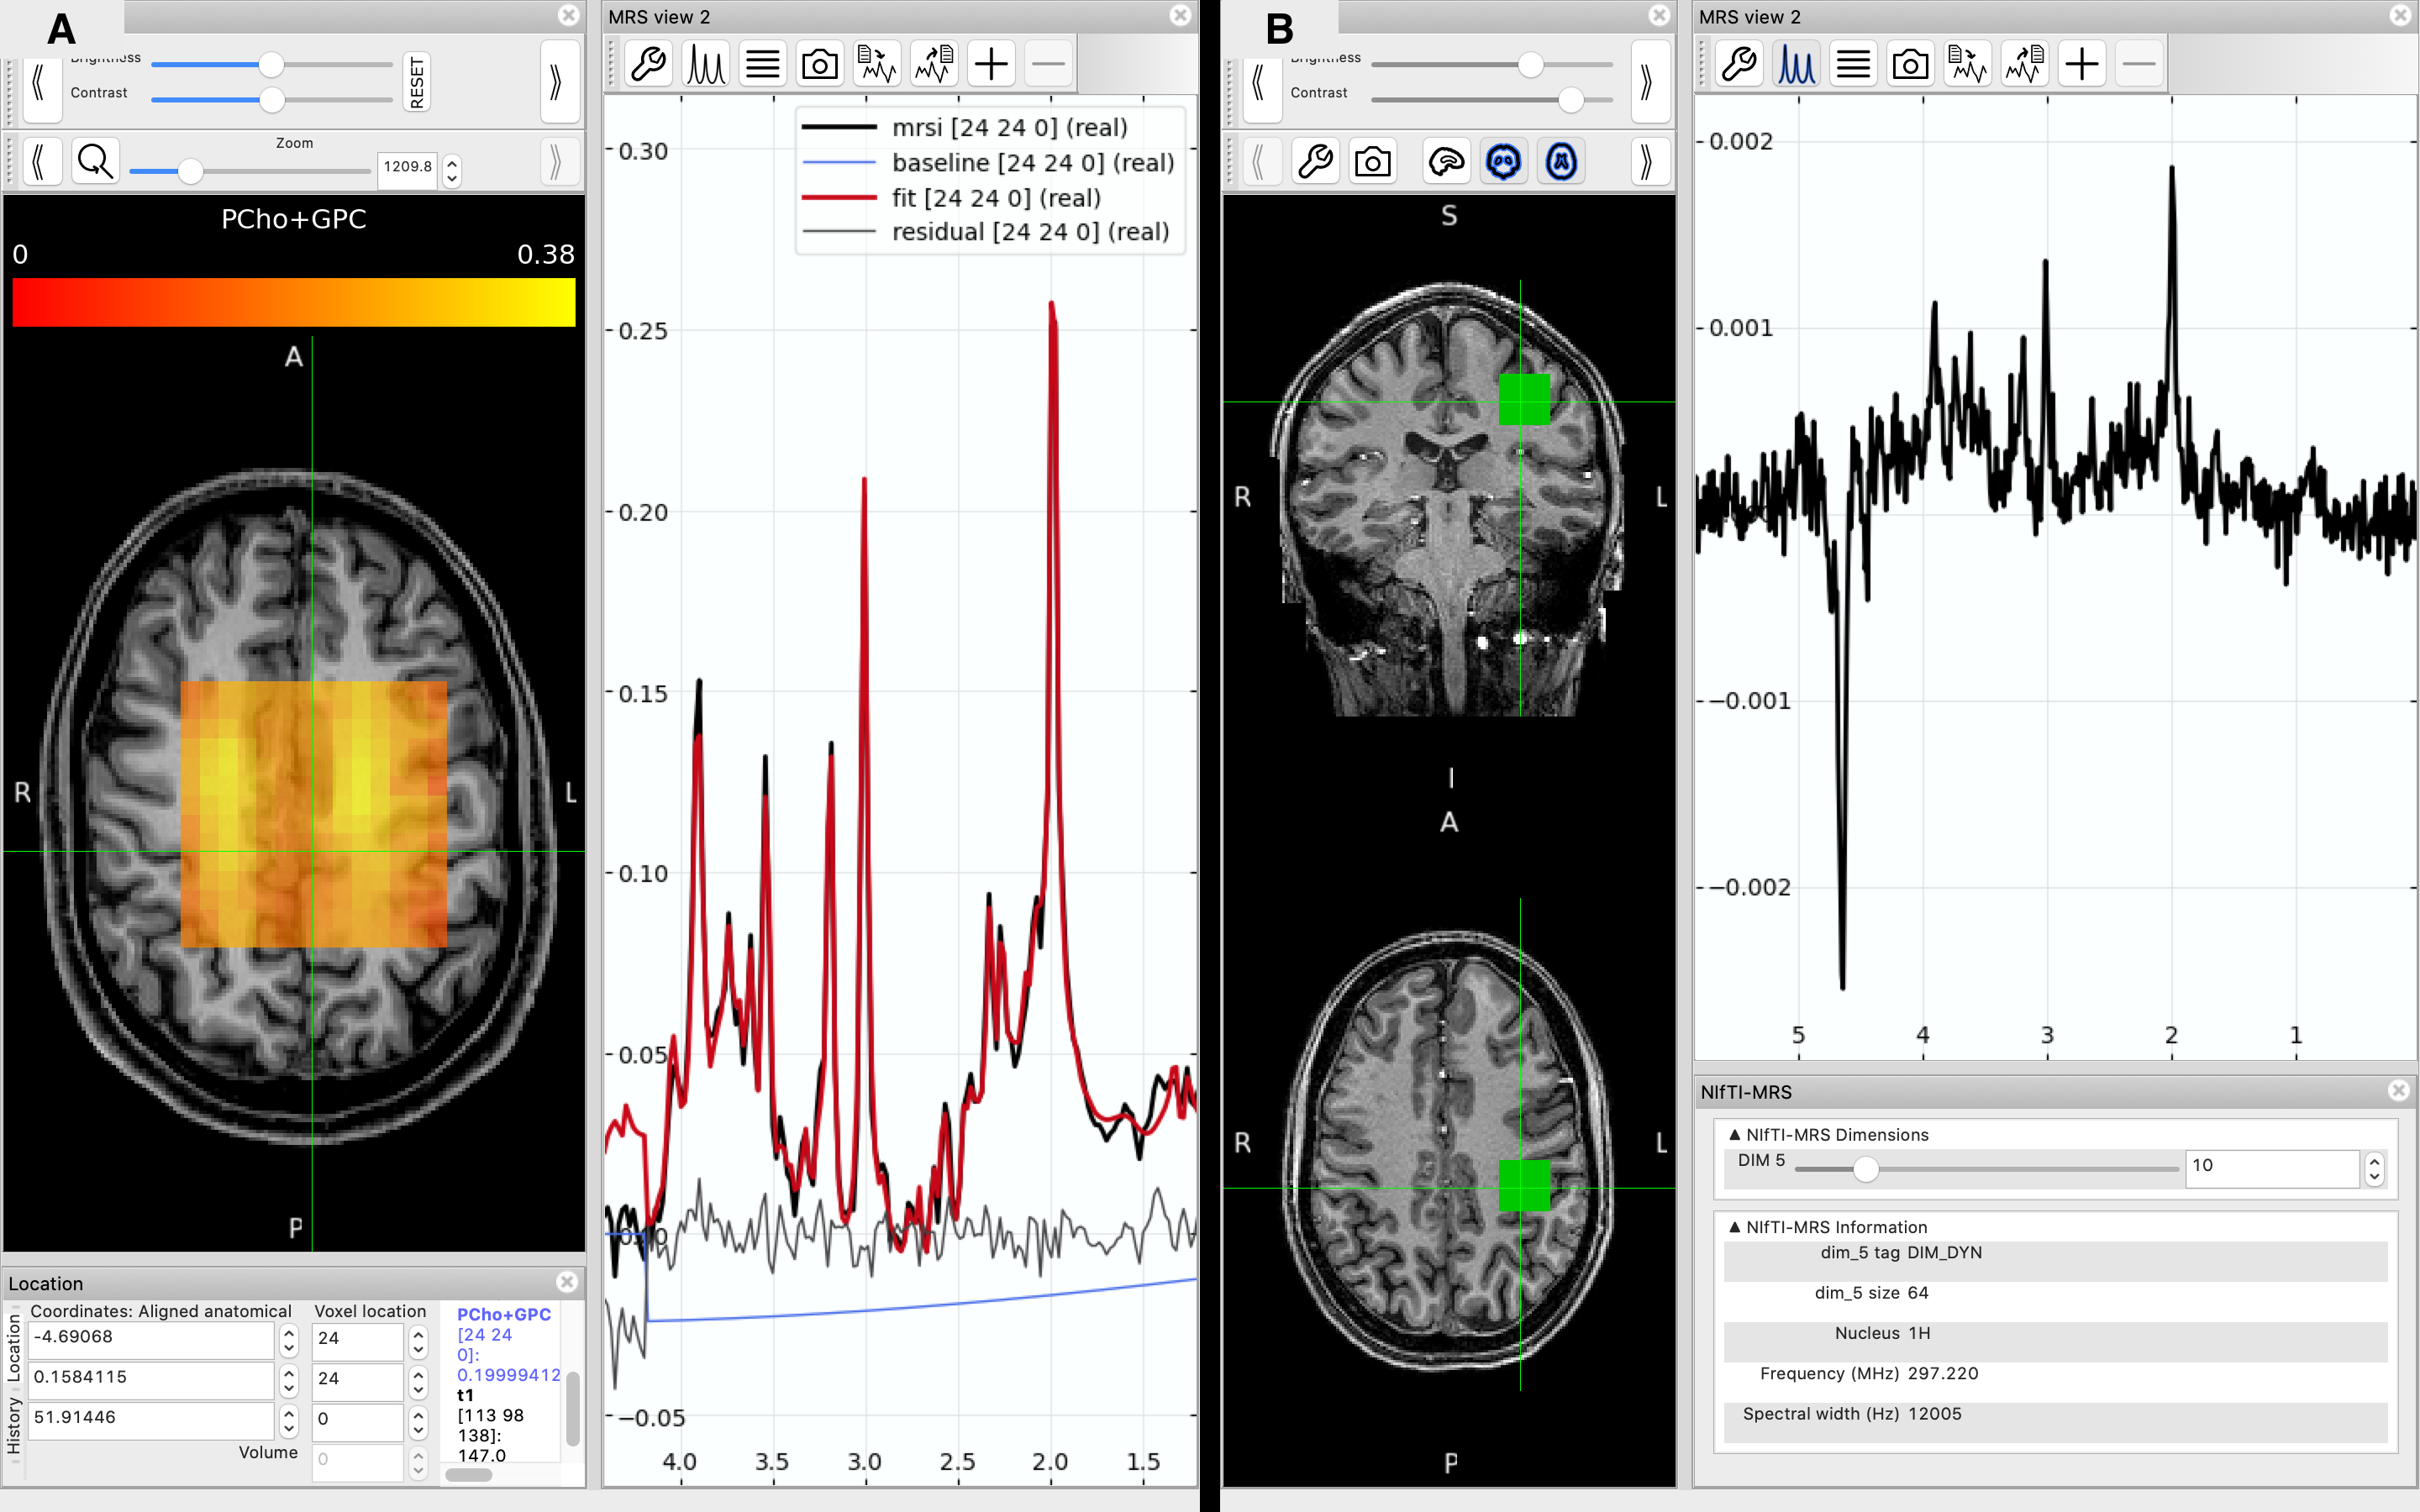 A
Brightness
Contrast
RESET
Zoom
1209.8
PCho+GPC
0 0.38
A
R L
P
Location
History Location
Coordinates: Aligned anatomical Voxel location
-4.69068 24
0.1584115 24
51.91446 0
Volume 0
PCho+GPC
[24 24
0]:
0.19999412
t1
[113 98
138]:
147.0
MRS view 2
mrsi [24 24 0] (real)
baseline [24 24 0] (real)
fit [24 24 0] (real)
residual [24 24 0] (real)
0.30
0.25
0.20
0.15
0.10
0.05
0.00
−0.05
4.0 3.5 3.0 2.5 2.0 1.5
B
Brightness
Contrast
S
R L
I
A
R L
P
MRS view 2
0.002
0.001
−0.001
−0.002
5 4 3 2 1
NIfTI-MRS
▲ NIfTI-MRS Dimensions
DIM 5 10
▲ NIfTI-MRS Information
dim_5 tag DIM_DYN
dim_5 size 64
Nucleus 1H
Frequency (MHz) 297.220
Spectral width (Hz) 12005